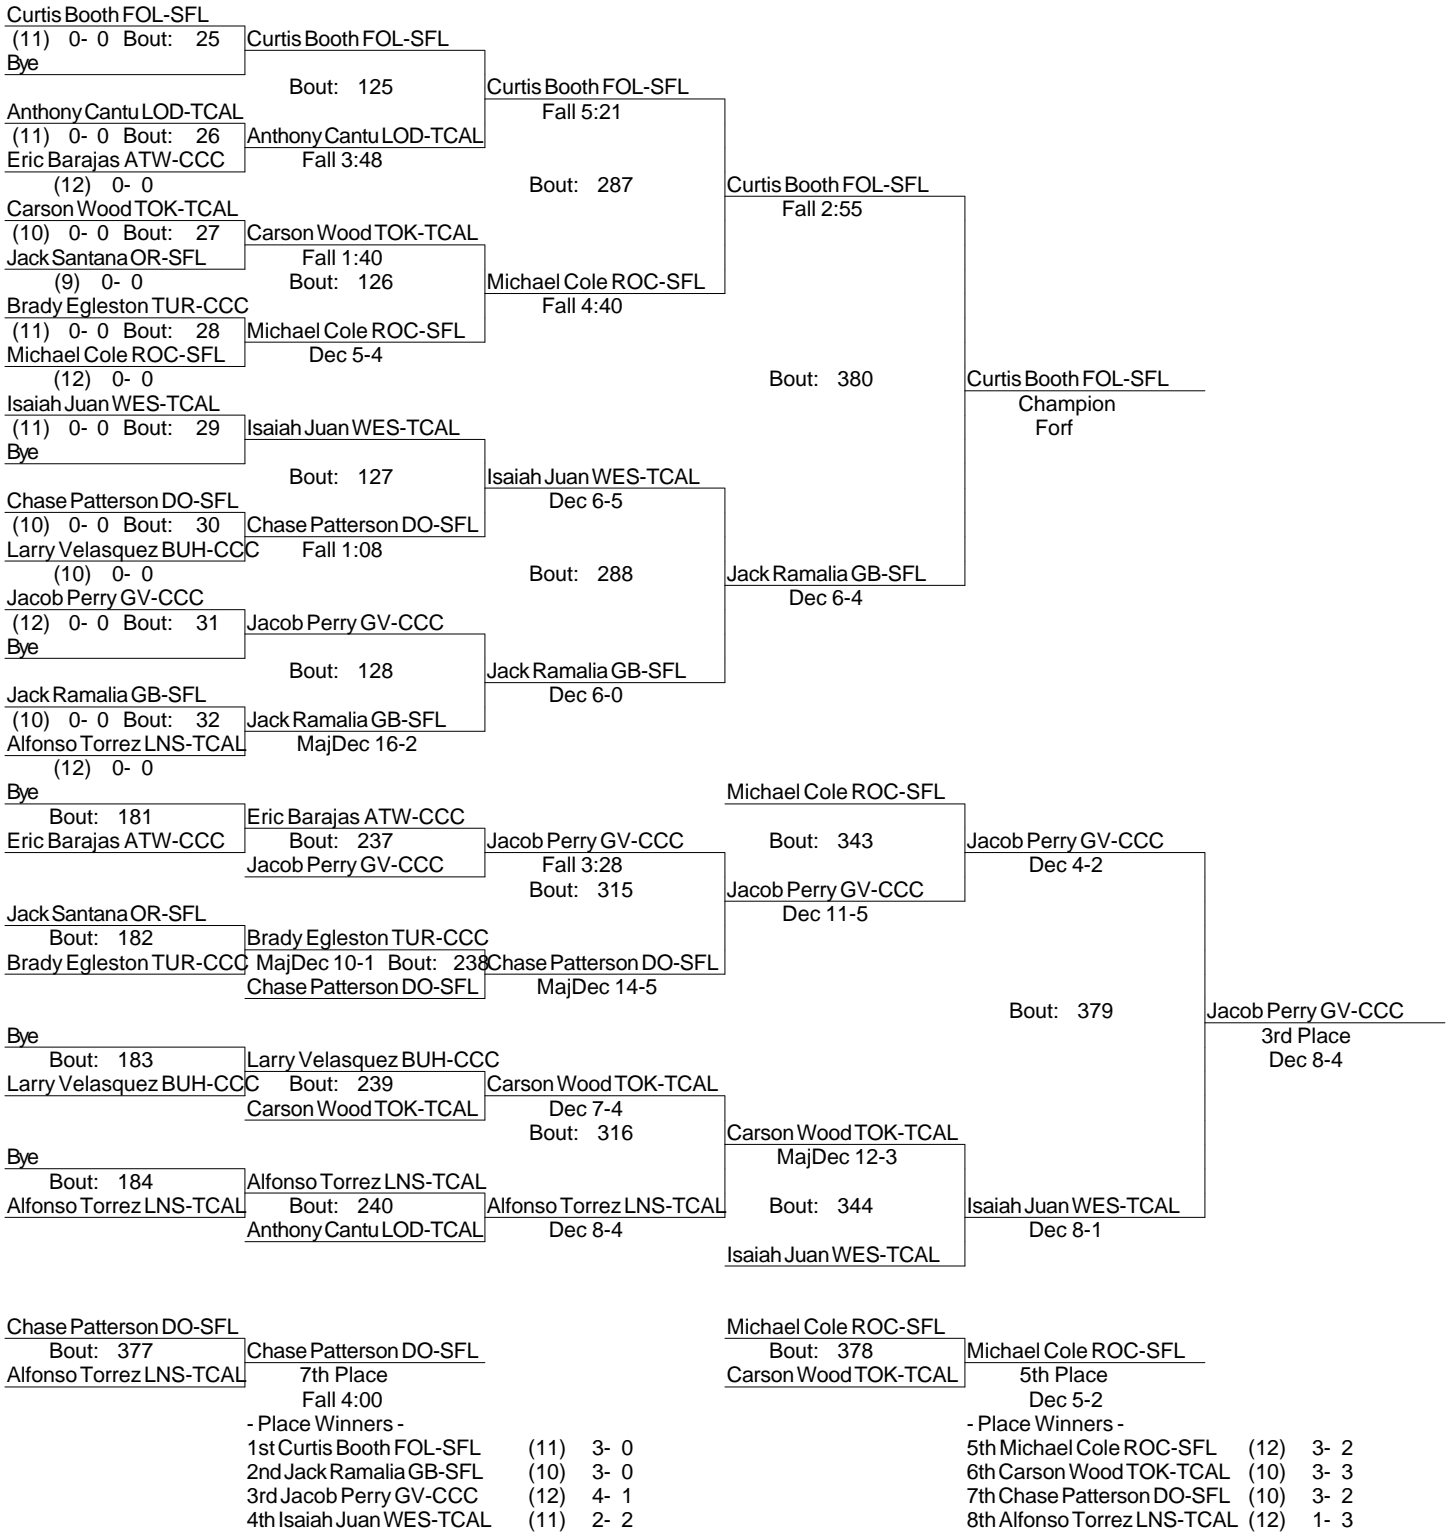 Curtis Booth FOL-SFL
(11) 0- 0 Bout: 25 Curtis Booth FOL-SFL
Bye
Bout: 125 Curtis Booth FOL-SFL
Anthony Cantu LOD-TCAL Fall 5:21
(11) 0- 0 Bout: 26 Anthony Cantu LOD-TCAL
Eric Barajas ATW-CCC Fall 3:48
(12) 0- 0 Bout: 287 Curtis Booth FOL-SFL
Carson Wood TOK-TCAL Fall 2:55
(10) 0- 0 Bout: 27 Carson Wood TOK-TCAL
Jack Santana OR-SFL Fall 1:40
(9) 0- 0 Bout: 126 Michael Cole ROC-SFL
Brady Egleston TUR-CCC Fall 4:40
(11) 0- 0 Bout: 28 Michael Cole ROC-SFL
Michael Cole ROC-SFL Dec 5-4
(12) 0- 0 Bout: 380 Curtis Booth FOL-SFL
Isaiah Juan WES-TCAL Champion
(11) 0- 0 Bout: 29 Isaiah Juan WES-TCAL Forf
Bye
Bout: 127 Isaiah Juan WES-TCAL
Chase Patterson DO-SFL Dec 6-5
(10) 0- 0 Bout: 30 Chase Patterson DO-SFL
Larry Velasquez BUH-CCC Fall 1:08
(10) 0- 0 Bout: 288 Jack Ramalia GB-SFL
Jacob Perry GV-CCC Dec 6-4
(12) 0- 0 Bout: 31 Jacob Perry GV-CCC
Bye
Bout: 128 Jack Ramalia GB-SFL
Jack Ramalia GB-SFL Dec 6-0
(10) 0- 0 Bout: 32 Jack Ramalia GB-SFL
Alfonso Torrez LNS-TCAL MajDec 16-2
(12) 0- 0
Bye Michael Cole ROC-SFL
Bout: 181 Eric Barajas ATW-CCC
Eric Barajas ATW-CCC Bout: 237 Jacob Perry GV-CCC Bout: 343 Jacob Perry GV-CCC
Jacob Perry GV-CCC Fall 3:28 Dec 4-2
Bout: 315 Jacob Perry GV-CCC
Jack Santana OR-SFL Dec 11-5
Bout: 182 Brady Egleston TUR-CCC
Brady Egleston TUR-CCC MajDec 10-1 Bout: 238 Chase Patterson DO-SFL
Chase Patterson DO-SFL MajDec 14-5
Bout: 379 Jacob Perry GV-CCC
Bye 3rd Place
Bout: 183 Larry Velasquez BUH-CCC Dec 8-4
Larry Velasquez BUH-CCC Bout: 239 Carson Wood TOK-TCAL
Carson Wood TOK-TCAL Dec 7-4
Bout: 316 Carson Wood TOK-TCAL
Bye MajDec 12-3
Bout: 184 Alfonso Torrez LNS-TCAL
Alfonso Torrez LNS-TCAL Bout: 240 Alfonso Torrez LNS-TCAL Bout: 344 Isaiah Juan WES-TCAL
Anthony Cantu LOD-TCAL Dec 8-4 Dec 8-1
Isaiah Juan WES-TCAL
Chase Patterson DO-SFL Michael Cole ROC-SFL
Bout: 377 Chase Patterson DO-SFL Bout: 378 Michael Cole ROC-SFL
Alfonso Torrez LNS-TCAL 7th Place Carson Wood TOK-TCAL 5th Place
Fall 4:00 Dec 5-2
- Place Winners - - Place Winners -
1st Curtis Booth FOL-SFL (11) 3- 0 5th Michael Cole ROC-SFL (12) 3- 2
2nd Jack Ramalia GB-SFL (10) 3- 0 6th Carson Wood TOK-TCAL (10) 3- 3
3rd Jacob Perry GV-CCC (12) 4- 1 7th Chase Patterson DO-SFL (10) 3- 2
4th Isaiah Juan WES-TCAL (11) 2- 2 8th Alfonso Torrez LNS-TCAL (12) 1- 3